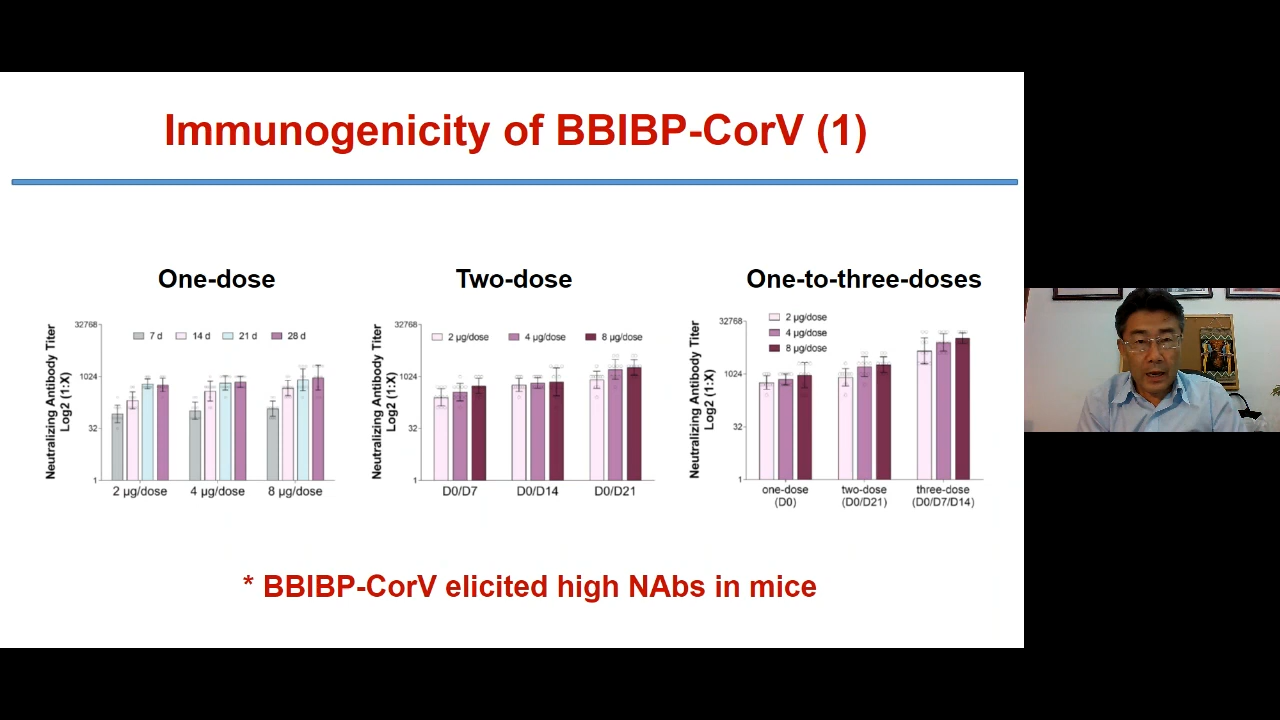 Immunogenicity of BBIBP-CorV (1)
One-dose
Two-dose
One-to-three-doses
Neutralizing Antibody Titer
Log2 (1:X)
32768
1024
32
1
7 d
14 d
21 d
28 d
2 μg/dose
4 μg/dose
8 μg/dose
Neutralizing Antibody Titer
Log2 (1:X)
32768
1024
32
1
2 μg/dose
4 μg/dose
8 μg/dose
D0/D7
D0/D14
D0/D21
Neutralizing Antibody Titer
Log2 (1:X)
32768
1024
32
1
2 μg/dose
4 μg/dose
8 μg/dose
one-dose
(D0)
two-dose
(D0/D21)
three-dose
(D0/D7/D14)
* BBIBP-CorV elicited high NAbs in mice